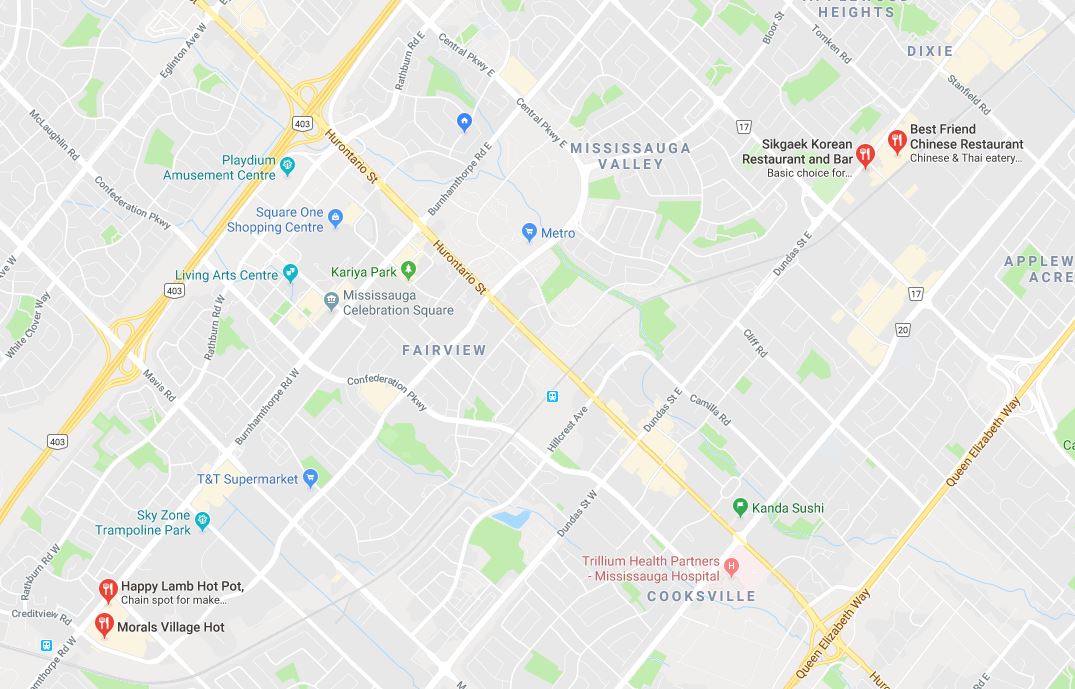 APPLEWOOD
HEIGHTS
DIXIE
Bloor St
Tomken Rd
Stanfield Rd
Eglinton Ave W
Rathburn Rd E
Central Pkwy E
Central Pkwy E
403
17
McLaughlin Rd
Hurontario St
Best Friend
Chinese Restaurant
Chinese & Thai eatery...
Sikgaek Korean
Restaurant and Bar
Basic choice for...
MISSISSAUGA
VALLEY
Playdium
Amusement Centre
Burnhamthorpe Rd E
Confederation Pkwy
Square One
Shopping Centre
Metro
Hurontario St
Dundas St E
Kariya Park
Living Arts Centre
APPLEW
ACRE
Ave W
403
17
Mississauga
Celebration Square
White Clover Way
Rathburn Rd W
20
FAIRVIEW
Cliff Rd
Mavis Rd
Confederation Pkwy
Burnhamthorpe Rd W
Dundas St E
Camilla Rd
Hillcrest Ave
Queen Elizabeth Way
403
Ca
T&T Supermarket
Dundas St W
Kanda Sushi
Sky Zone
Trampoline Park
Rathburn Rd W
Trillium Health Partners
- Mississauga Hospital
H
COOKSVILLE
Happy Lamb Hot Pot,
Chain spot for make...
Creditview Rd
Morals Village Hot
Burnhamthorpe Rd W
Queen Elizabeth Way
Huro
d E